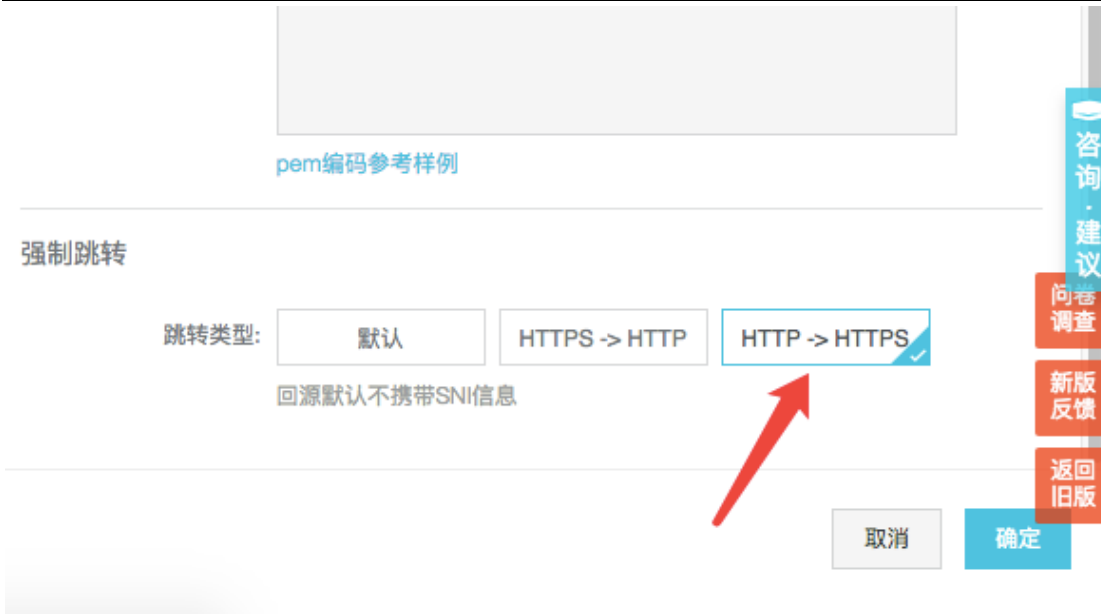 pem编码参考样例
强制跳转
跳转类型:
默认
HTTPS -> HTTP
HTTP -> HTTPS
回源默认不携带SNI信息
取消
确定
咨询·建议
问卷
调查
新版
反馈
返回
旧版